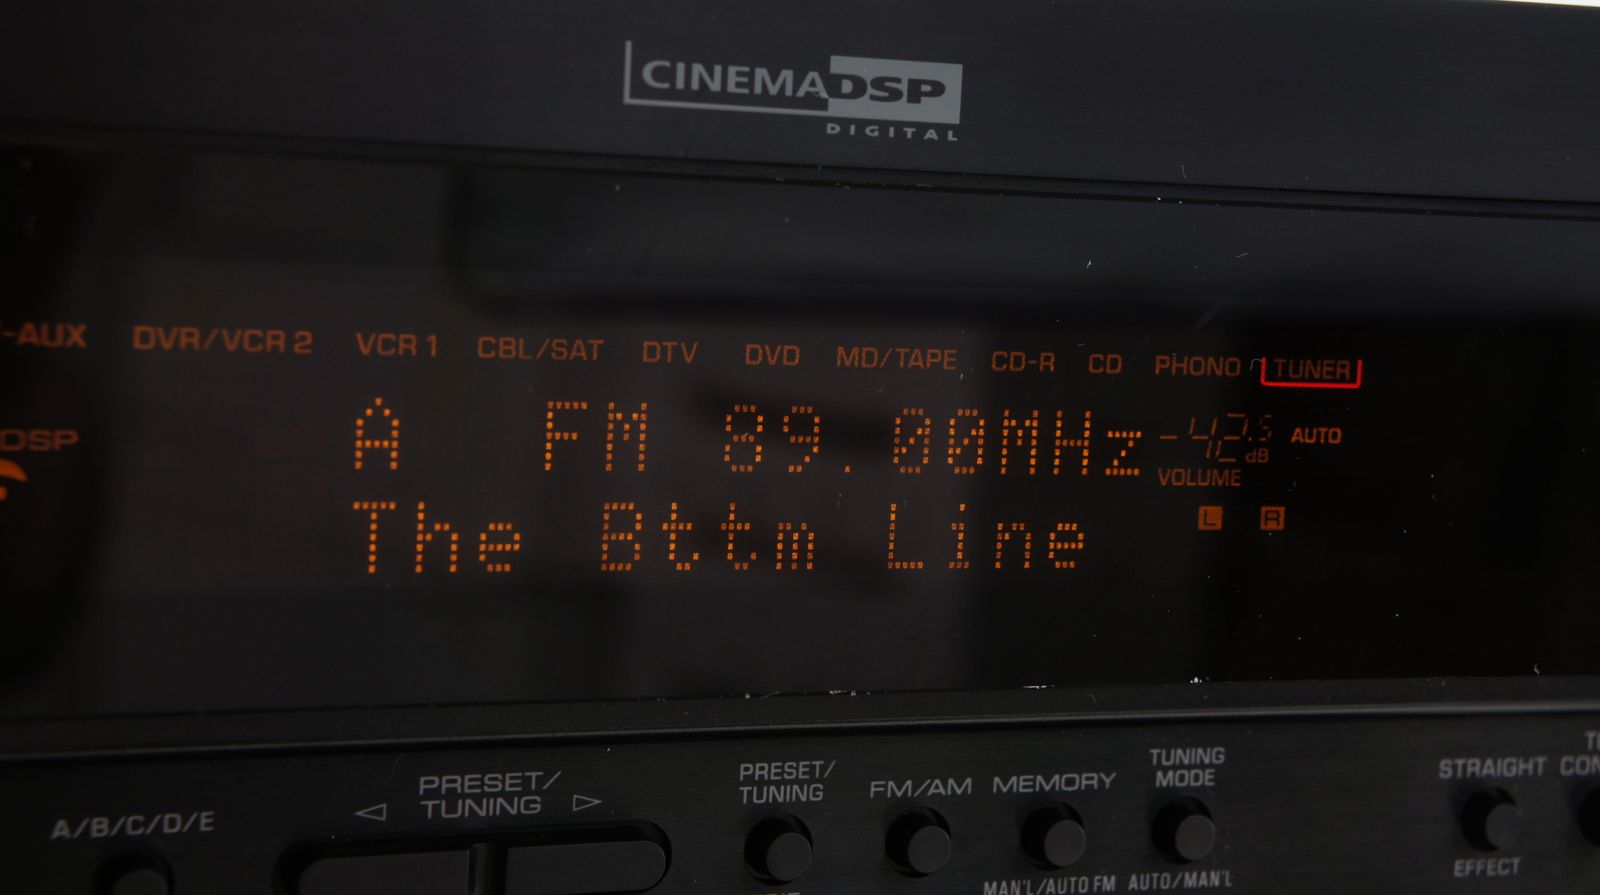 CINEMA DSP
DIGITAL
-AUX DVR/VCR 2 VCR 1 CBL/SAT DTV DVD MD/TAPE CD-R CD PHONO TUNER
DSP
A FM 89.00MHz -42.5 dB AUTO
VOLUME
The Bttm Line L R
A/B/C/D/E
PRESET/
◁ TUNING ▷
PRESET/
TUNING
FM/AM
MEMORY
MAN'L/AUTO FM
TUNING
MODE
AUTO/MAN'L
STRAIGHT
EFFECT